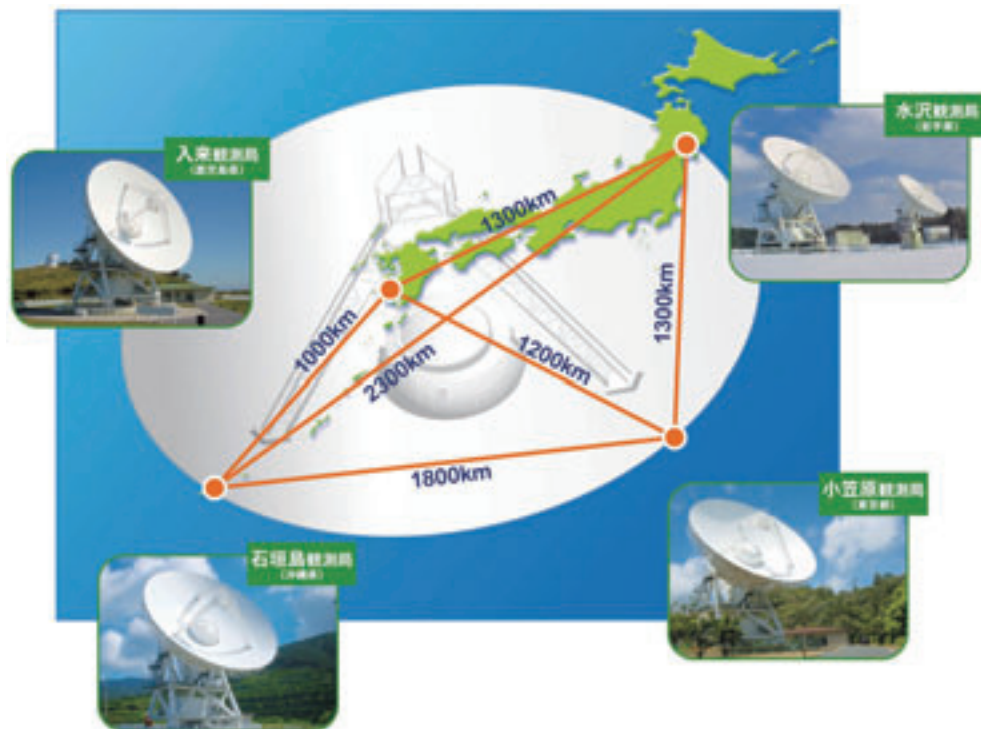 入来観測局
(鹿児島県)
水沢観測局
(岩手県)
1300km
1000km
2300km
1200km
1300km
1800km
小笠原観測局
(東京都)
石垣島観測局
(沖縄県)